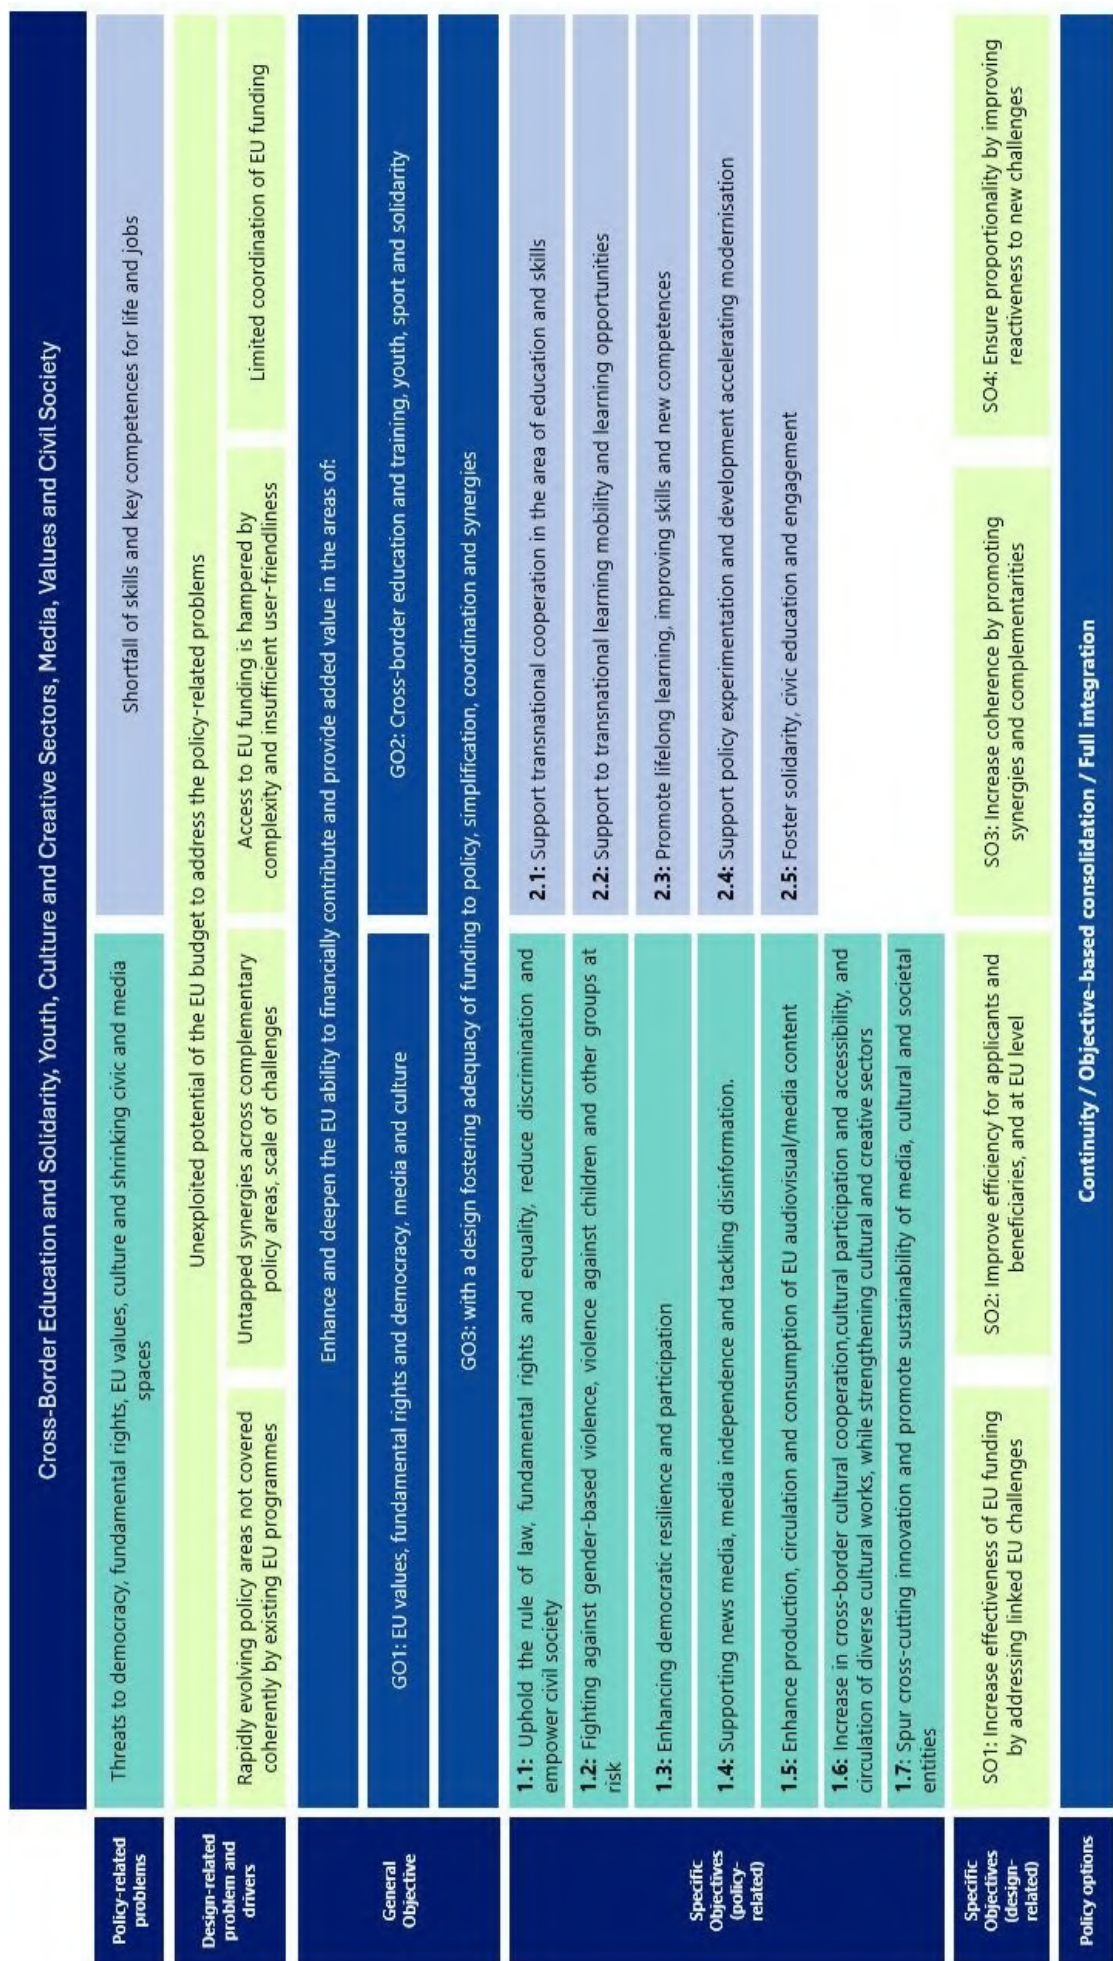 Cross-Border Education and Solidarity, Youth, Culture and Creative Sectors, Media, Values and Civil Society
Policy-related
problems
Threats to democracy, fundamental rights, EU values, culture and shrinking civic and media
spaces
Shortfall of skills and key competences for life and jobs
Design-related
problem and
drivers
Unexploited potential of the EU budget to address the policy-related problems
Rapidly evolving policy areas not covered
coherently by existing EU programmes
Untapped synergies across complementary
policy areas, scale of challenges
Access to EU funding is hampered by
complexity and insufficient user-friendliness
Limited coordination of EU funding
General
Objective
Enhance and deepen the EU ability to financially contribute and provide added value in the areas of:
GO1: EU values, fundamental rights and democracy, media and culture
GO2: Cross-border education and training, youth, sport and solidarity
GO3: with a design fostering adequacy of funding to policy, simplification, coordination and synergies
Specific
Objectives
(policy-
related)
1.1: Uphold the rule of law, fundamental rights and equality, reduce discrimination and
empower civil society
1.2: Fighting against gender-based violence, violence against children and other groups at
risk
1.3: Enhancing democratic resilience and participation
1.4: Supporting news media, media independence and tackling disinformation.
1.5: Enhance production, circulation and consumption of EU audiovisual/media content
1.6: Increase in cross-border cultural cooperation,cultural participation and accessibility, and
circulation of diverse cultural works, while strengthening cultural and creative sectors
1.7: Spur cross-cutting innovation and promote sustainability of media, cultural and societal
entities
2.1: Support transnational cooperation in the area of education and skills
2.2: Support to transnational learning mobility and learning opportunities
2.3: Promote lifelong learning, improving skills and new competences
2.4: Support policy experimentation and development accelerating modernisation
2.5: Foster solidarity, civic education and engagement
Specific
Objectives
(design-
related)
SO1: Increase effectiveness of EU funding
by addressing linked EU challenges
SO2: Improve efficiency for applicants and
beneficiaries, and at EU level
SO3: Increase coherence by promoting
synergies and complementarities
SO4: Ensure proportionality by improving
reactiveness to new challenges
Policy options
Continuity / Objective-based consolidation / Full integration